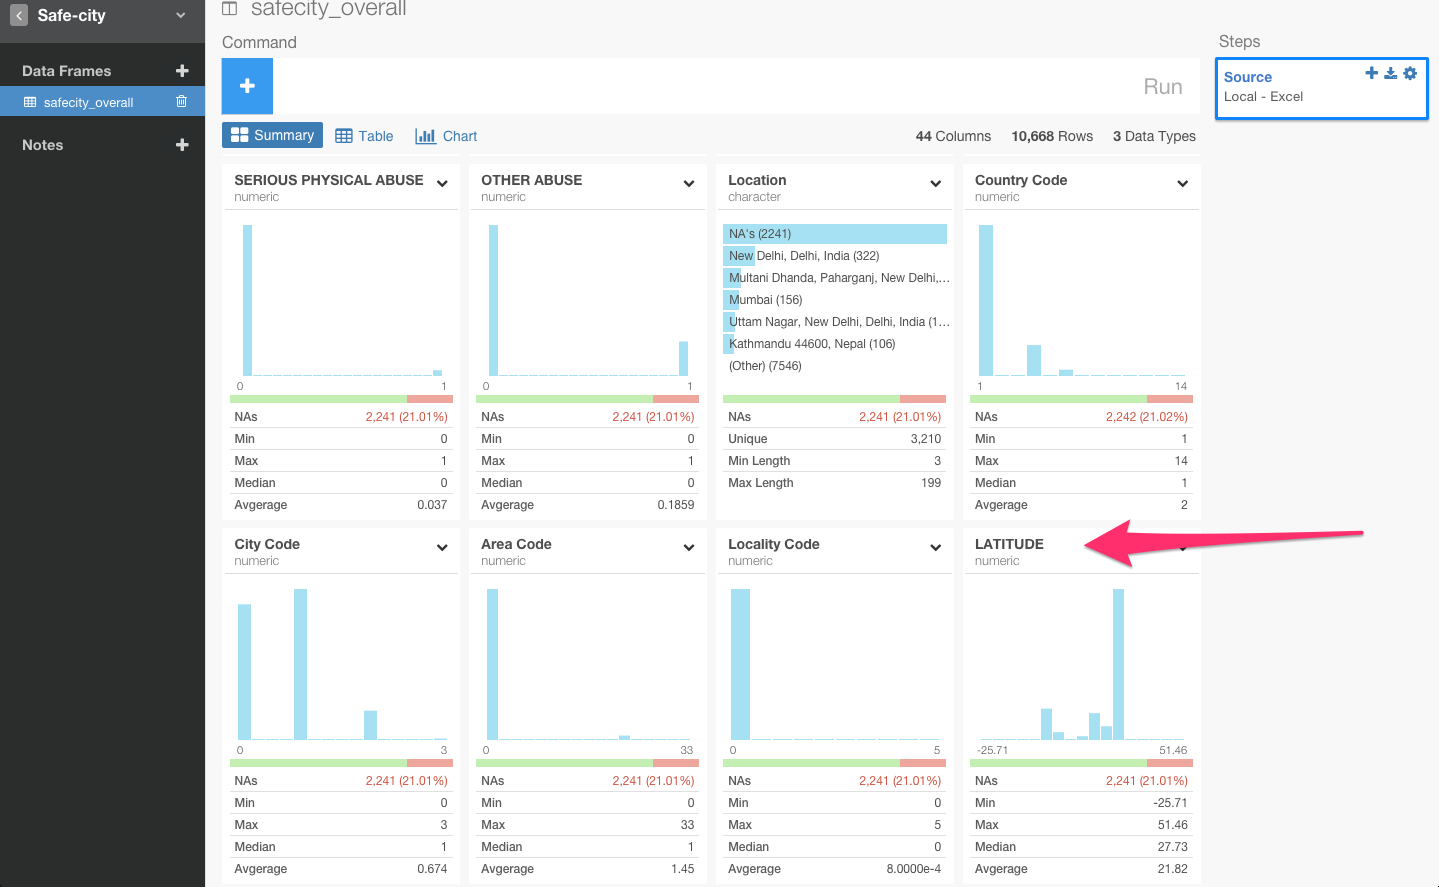 Safe-city
safecity_overall
Command
Steps
Data Frames
Run
Source
safecity_overall
Local - Excel
Notes
Summary
Table
Chart
44 Columns
10,668 Rows
3 Data Types
SERIOUS PHYSICAL ABUSE
numeric
0
1
NAs 2,241 (21.01%)
Min 0
Max 1
Median 0
Avgerage 0.037
OTHER ABUSE
numeric
0
1
NAs 2,241 (21.01%)
Min 0
Max 1
Median 0
Avgerage 0.1859
Location
character
NA's (2241)
New Delhi, Delhi, India (322)
Multani Dhanda, Paharganj, New Delhi,...
Mumbai (156)
Uttam Nagar, New Delhi, Delhi, India (1...
Kathmandu 44600, Nepal (106)
(Other) (7546)
NAs 2,241 (21.01%)
Unique 3,210
Min Length 3
Max Length 199
Country Code
numeric
1
14
NAs 2,242 (21.02%)
Min 1
Max 14
Median 1
Avgerage 2
City Code
numeric
0
3
NAs 2,241 (21.01%)
Min 0
Max 3
Median 1
Avgerage 0.674
Area Code
numeric
0
33
NAs 2,241 (21.01%)
Min 0
Max 33
Median 1
Avgerage 1.45
Locality Code
numeric
0
5
NAs 2,241 (21.01%)
Min 0
Max 5
Median 0
Avgerage 8.0000e-4
LATITUDE
numeric
-25.71
51.46
NAs 2,241 (21.01%)
Min -25.71
Max 51.46
Median 27.73
Avgerage 21.82